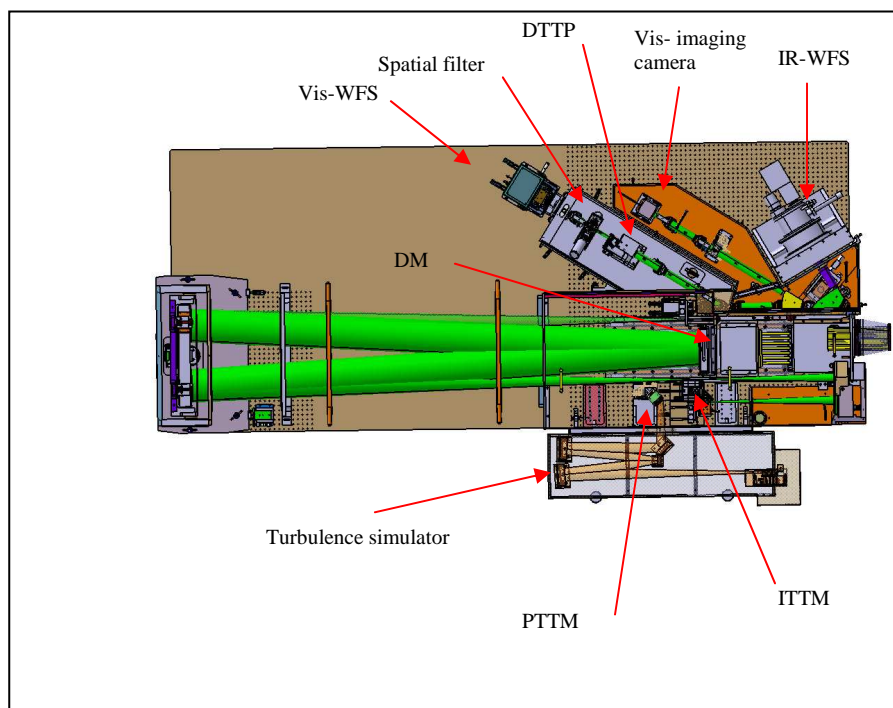 DTTP
Vis- imaging
camera
IR-WFS
Spatial filter
Vis-WFS
DM
Turbulence simulator
ITTM
PTTM